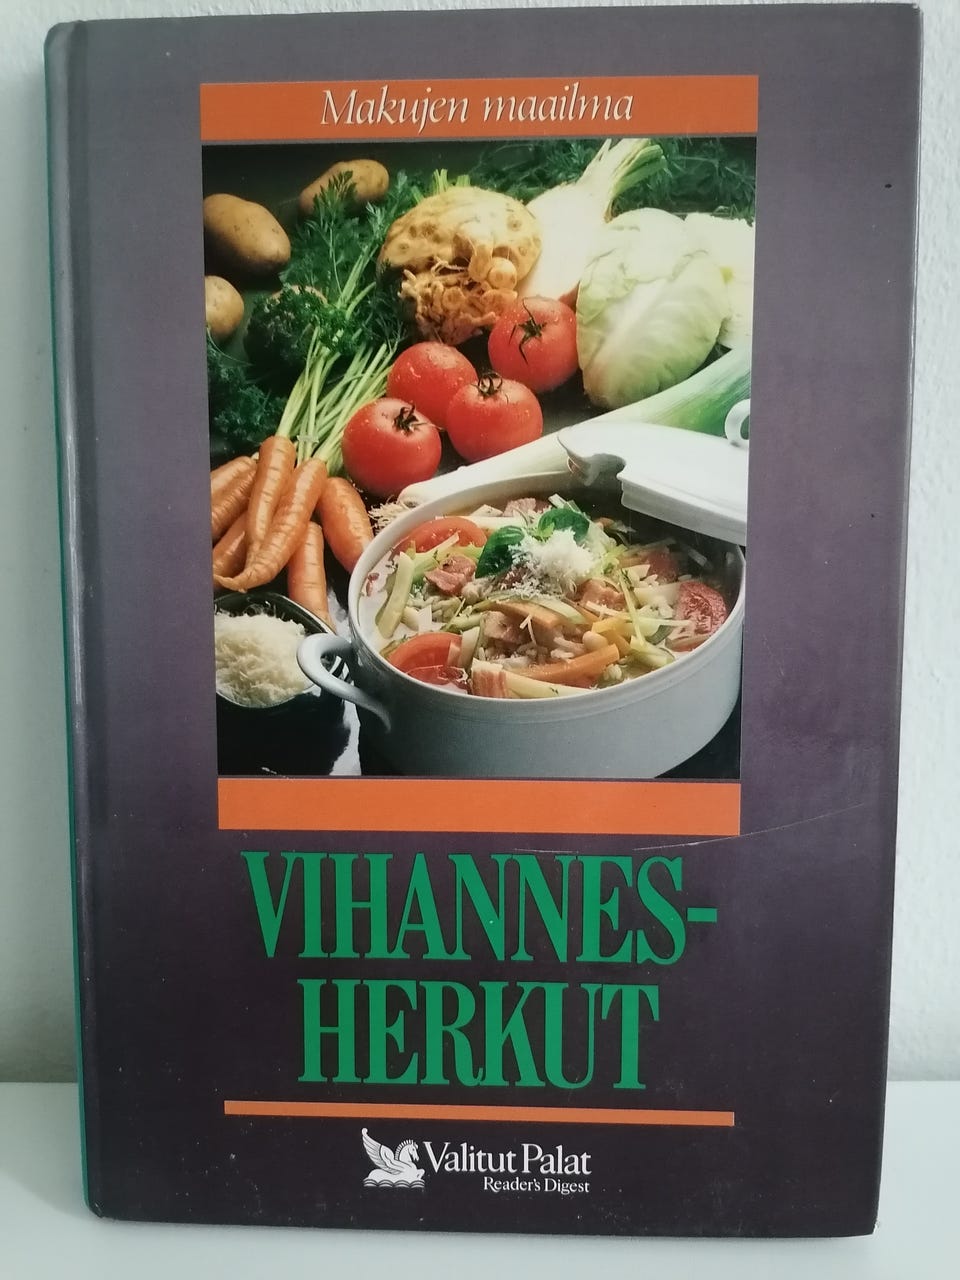 Makujen maailma
VIHANNES-
HERKUT
Valitut Palat
Reader's Digest